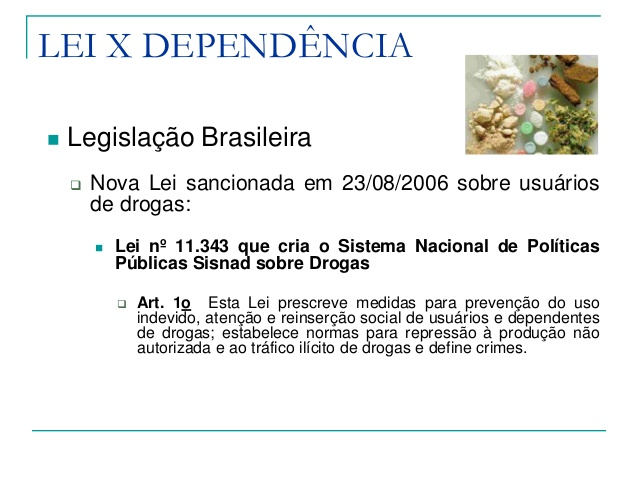 LEI X DEPENDÊNCIA
Legislação Brasileira
Nova Lei sancionada em 23/08/2006 sobre usuários
de drogas:
Lei nº 11.343 que cria o Sistema Nacional de Políticas
Públicas Sisnad sobre Drogas
Art. 1o Esta Lei prescreve medidas para prevenção do uso
indevido, atenção e reinserção social de usuários e dependentes
de drogas; estabelece normas para repressão à produção não
autorizada e ao tráfico ilícito de drogas e define crimes.